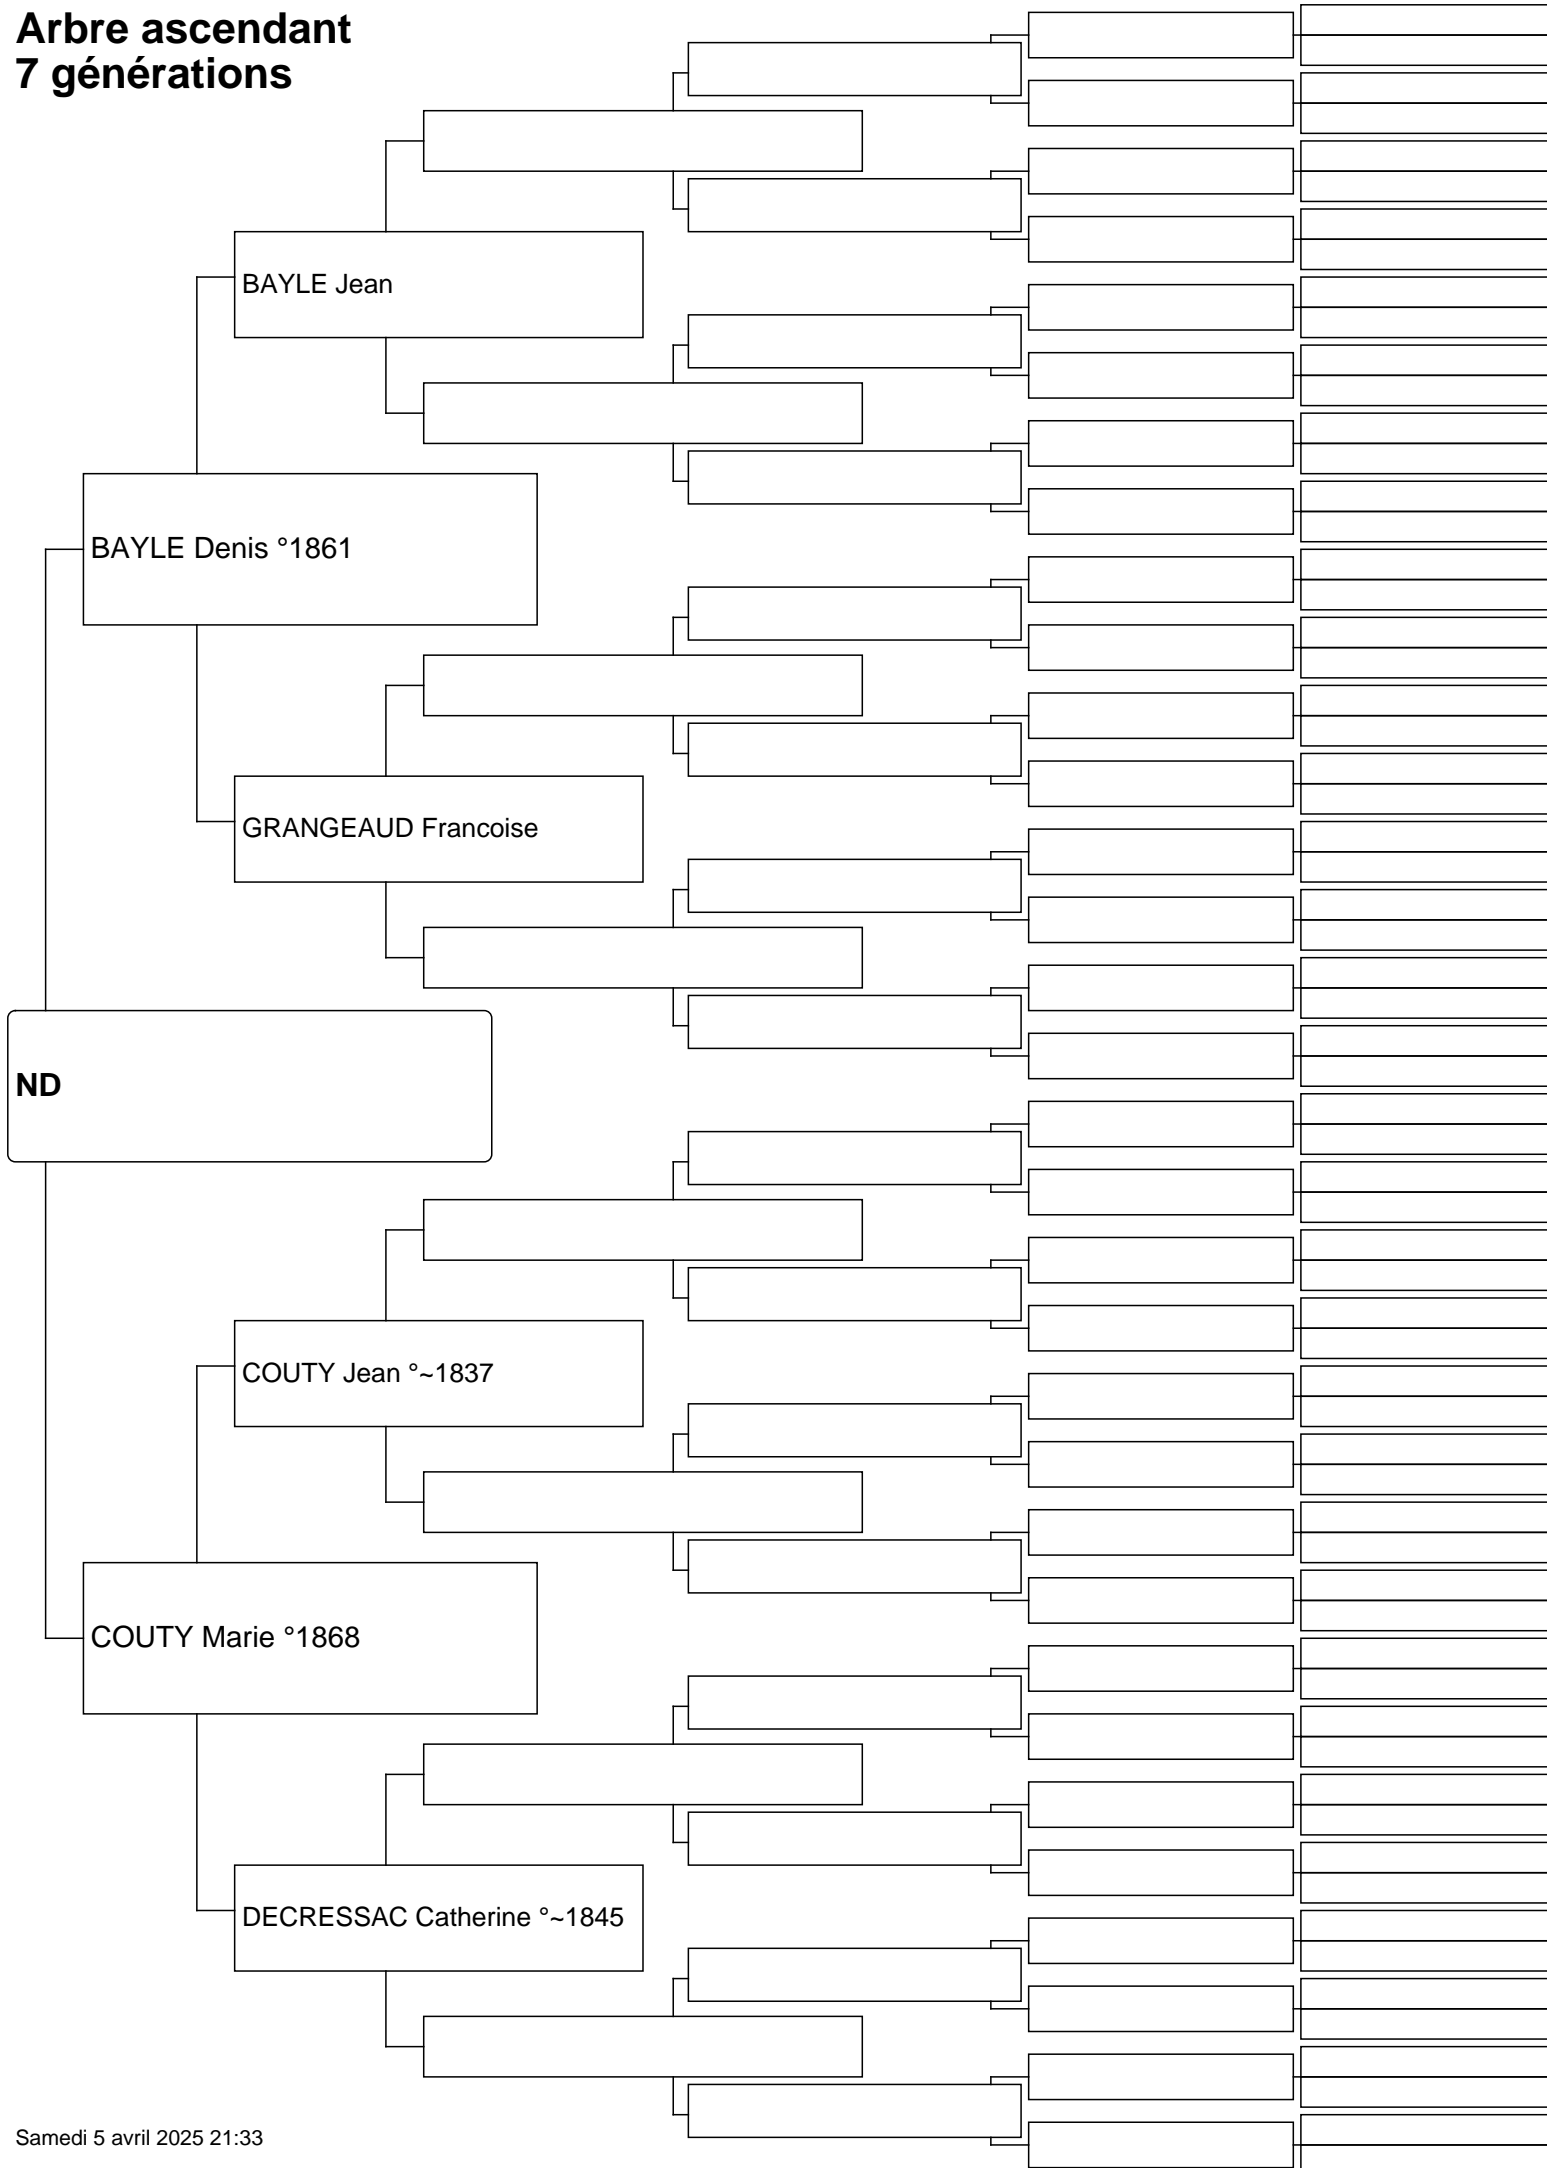 Arbre ascendant
7 générations
BAYLE Jean
BAYLE Denis °1861
GRANGEAUD Francoise
ND
COUTY Jean °~1837
COUTY Marie °1868
DECRESSAC Catherine °~1845
Samedi 5 avril 2025 21:33